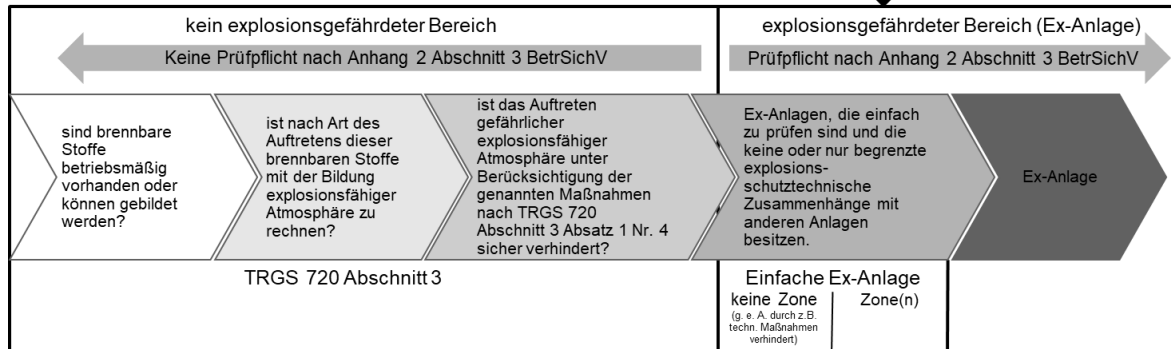 kein explosionsgefährdeter Bereich
explosionsgefährdeter Bereich (Ex-Anlage)
Keine Prüfpflicht nach Anhang 2 Abschnitt 3 BetrSichV
Prüfpflicht nach Anhang 2 Abschnitt 3 BetrSichV
sind brennbare
Stoffe
betriebsmäßig
vorhanden oder
können gebildet
werden?
ist nach Art des
Auftretens dieser
brennbaren Stoffe
mit der Bildung
explosionsfähiger
Atmosphäre zu
rechnen?
ist das Auftreten
gefährlicher
explosionsfähiger
Atmosphäre unter
Berücksichtigung der
genannten Maßnahmen
nach TRGS 720
Abschnitt 3 Absatz 1 Nr. 4
sicher verhindert?
Ex-Anlagen, die einfach
zu prüfen sind und die
keine oder nur begrenzte
explosions-
schutztechnische
Zusammenhänge mit
anderen Anlagen
besitzen.
Ex-Anlage
TRGS 720 Abschnitt 3
Einfache Ex-Anlage
keine Zone
(g. e. A. durch z.B.
techn. Maßnahmen
verhindert)
Zone(n)